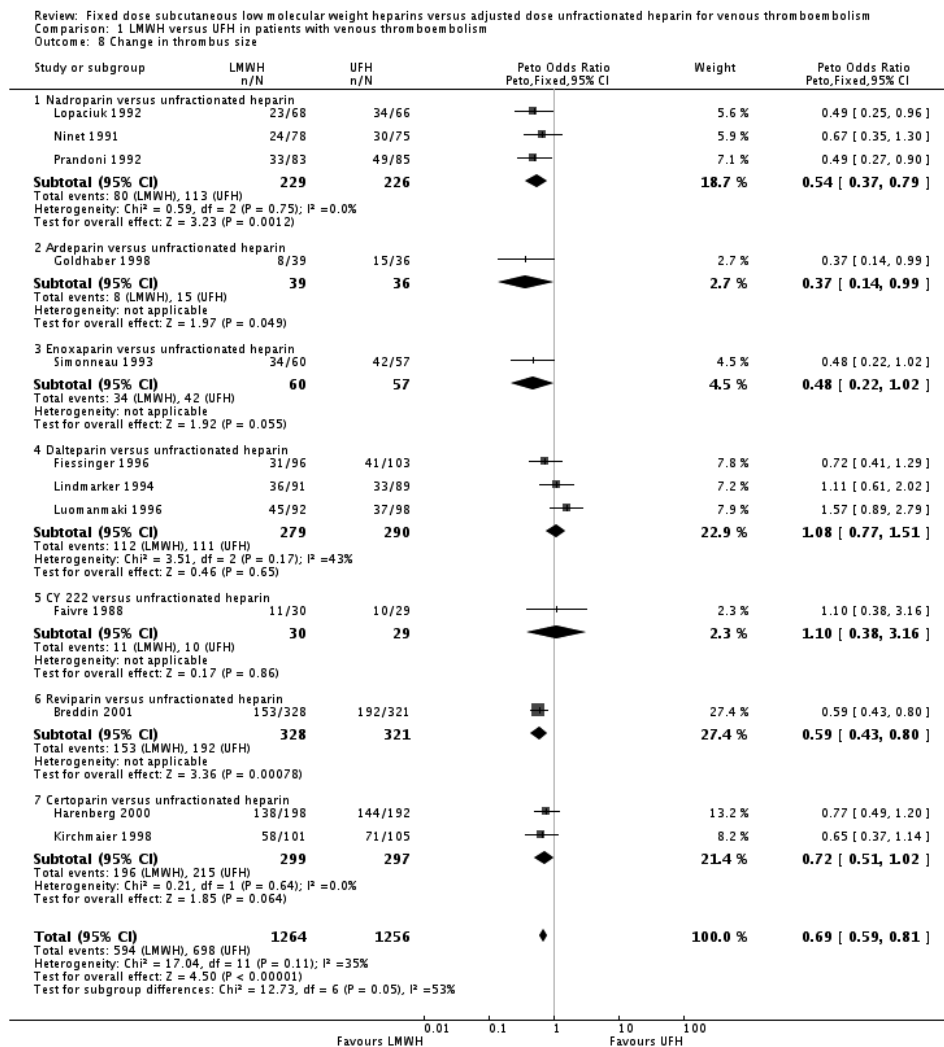 Review: Fixed dose subcutaneous low molecular weight heparins versus adjusted dose unfractionated heparin for venous thromboembolism
Comparison: 1 LMWH versus UFH in patients with venous thromboembolism
Outcome: 8 Change in thrombus size
Study or subgroup LMWH UFH Peto Odds Ratio Weight Peto Odds Ratio
n/N n/N Peto,Fixed,95% CI Peto,Fixed,95% CI
1 Nadroparin versus unfractionated heparin
Lopaciuk 1992 23/68 34/66 5.6 % 0.49 [ 0.25, 0.96 ]
Ninet 1991 24/78 30/75 5.9 % 0.67 [ 0.35, 1.30 ]
Prandoni 1992 33/83 49/85 7.1 % 0.49 [ 0.27, 0.90 ]
Subtotal (95% CI) 229 226 18.7 % 0.54 [ 0.37, 0.79 ]
Total events: 80 (LMWH), 113 (UFH)
Heterogeneity: Chi² = 0.59, df = 2 (P = 0.75); I² =0.0%
Test for overall effect: Z = 3.23 (P = 0.0012)
2 Ardeparin versus unfractionated heparin
Goldhaber 1998 8/39 15/36 2.7 % 0.37 [ 0.14, 0.99 ]
Subtotal (95% CI) 39 36 2.7 % 0.37 [ 0.14, 0.99 ]
Total events: 8 (LMWH), 15 (UFH)
Heterogeneity: not applicable
Test for overall effect: Z = 1.97 (P = 0.049)
3 Enoxaparin versus unfractionated heparin
Simonneau 1993 34/60 42/57 4.5 % 0.48 [ 0.22, 1.02 ]
Subtotal (95% CI) 60 57 4.5 % 0.48 [ 0.22, 1.02 ]
Total events: 34 (LMWH), 42 (UFH)
Heterogeneity: not applicable
Test for overall effect: Z = 1.92 (P = 0.055)
4 Dalteparin versus unfractionated heparin
Fiessinger 1996 31/96 41/103 7.8 % 0.72 [ 0.41, 1.29 ]
Lindmarker 1994 36/91 33/89 7.2 % 1.11 [ 0.61, 2.02 ]
Luomanmaki 1996 45/92 37/98 7.9 % 1.57 [ 0.89, 2.79 ]
Subtotal (95% CI) 279 290 22.9 % 1.08 [ 0.77, 1.51 ]
Total events: 112 (LMWH), 111 (UFH)
Heterogeneity: Chi² = 3.51, df = 2 (P = 0.17); I² =43%
Test for overall effect: Z = 0.46 (P = 0.65)
5 CY 222 versus unfractionated heparin
Faivre 1988 11/30 10/29 2.3 % 1.10 [ 0.38, 3.16 ]
Subtotal (95% CI) 30 29 2.3 % 1.10 [ 0.38, 3.16 ]
Total events: 11 (LMWH), 10 (UFH)
Heterogeneity: not applicable
Test for overall effect: Z = 0.17 (P = 0.86)
6 Reviparin versus unfractionated heparin
Breddin 2001 153/328 192/321 27.4 % 0.59 [ 0.43, 0.80 ]
Subtotal (95% CI) 328 321 27.4 % 0.59 [ 0.43, 0.80 ]
Total events: 153 (LMWH), 192 (UFH)
Heterogeneity: not applicable
Test for overall effect: Z = 3.36 (P = 0.00078)
7 Certoparin versus unfractionated heparin
Harenberg 2000 138/198 144/192 13.2 % 0.77 [ 0.49, 1.20 ]
Kirchmaier 1998 58/101 71/105 8.2 % 0.65 [ 0.37, 1.14 ]
Subtotal (95% CI) 299 297 21.4 % 0.72 [ 0.51, 1.02 ]
Total events: 196 (LMWH), 215 (UFH)
Heterogeneity: Chi² = 0.21, df = 1 (P = 0.64); I² =0.0%
Test for overall effect: Z = 1.85 (P = 0.064)
Total (95% CI) 1264 1256 100.0 % 0.69 [ 0.59, 0.81 ]
Total events: 594 (LMWH), 698 (UFH)
Heterogeneity: Chi² = 17.04, df = 11 (P = 0.11); I² =35%
Test for overall effect: Z = 4.50 (P < 0.00001)
Test for subgroup differences: Chi² = 12.73, df = 6 (P = 0.05), I² =53%
0.01 0.1 1 10 100
Favours LMWH Favours UFH